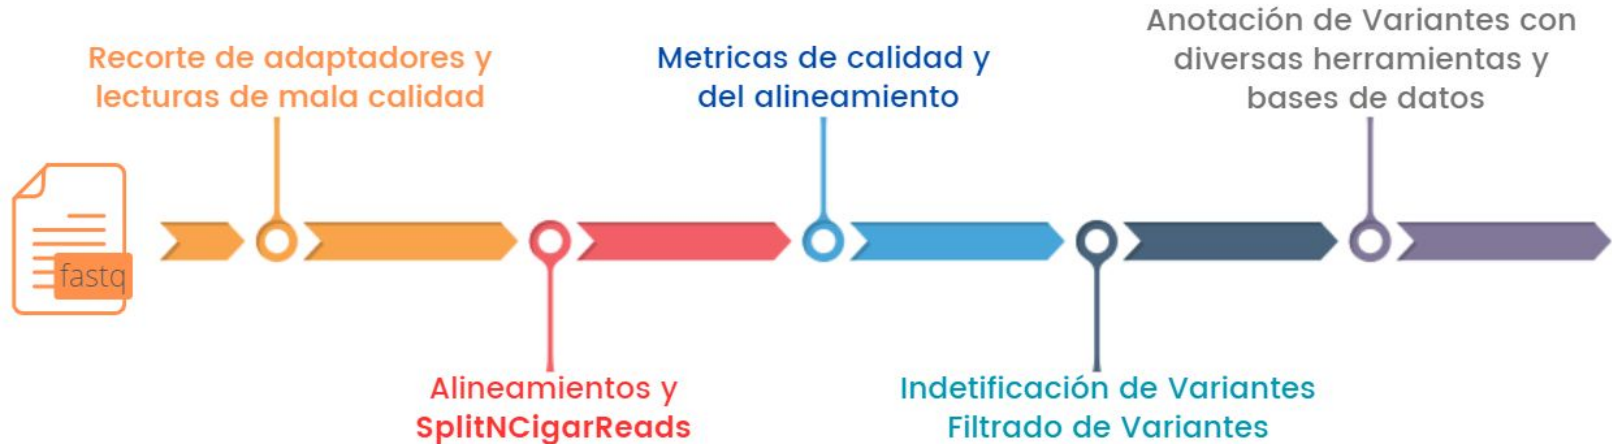 Recorte de adaptadores y
lecturas de mala calidad
Metricas de calidad y
del alineamiento
Anotación de Variantes con
diversas herramientas y
bases de datos
fastq
Alineamientos y
SplitNCigarReads
Indetificación de Variantes
Filtrado de Variantes